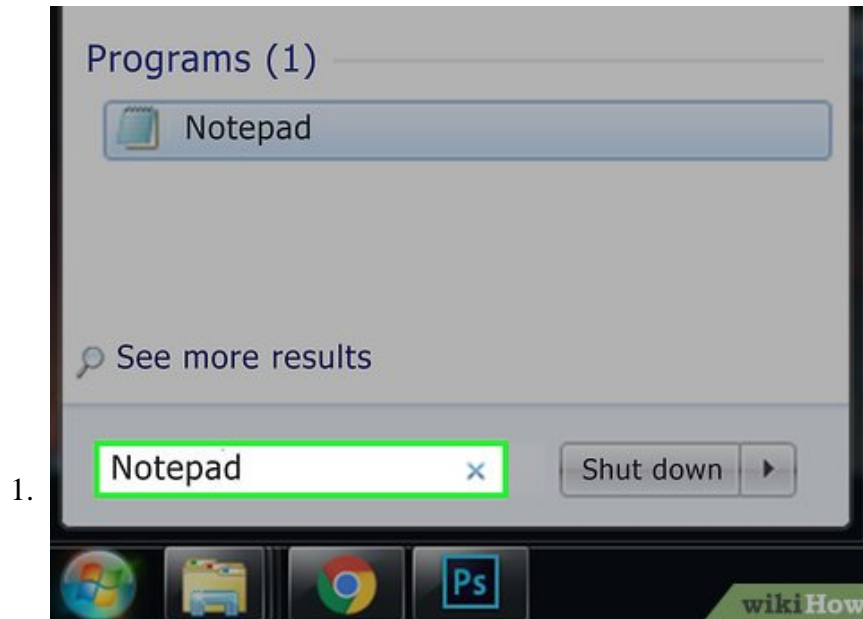 Programs (1)
Notepad
See more results
Notepad × Shut down
1.
Ps
wikiHow